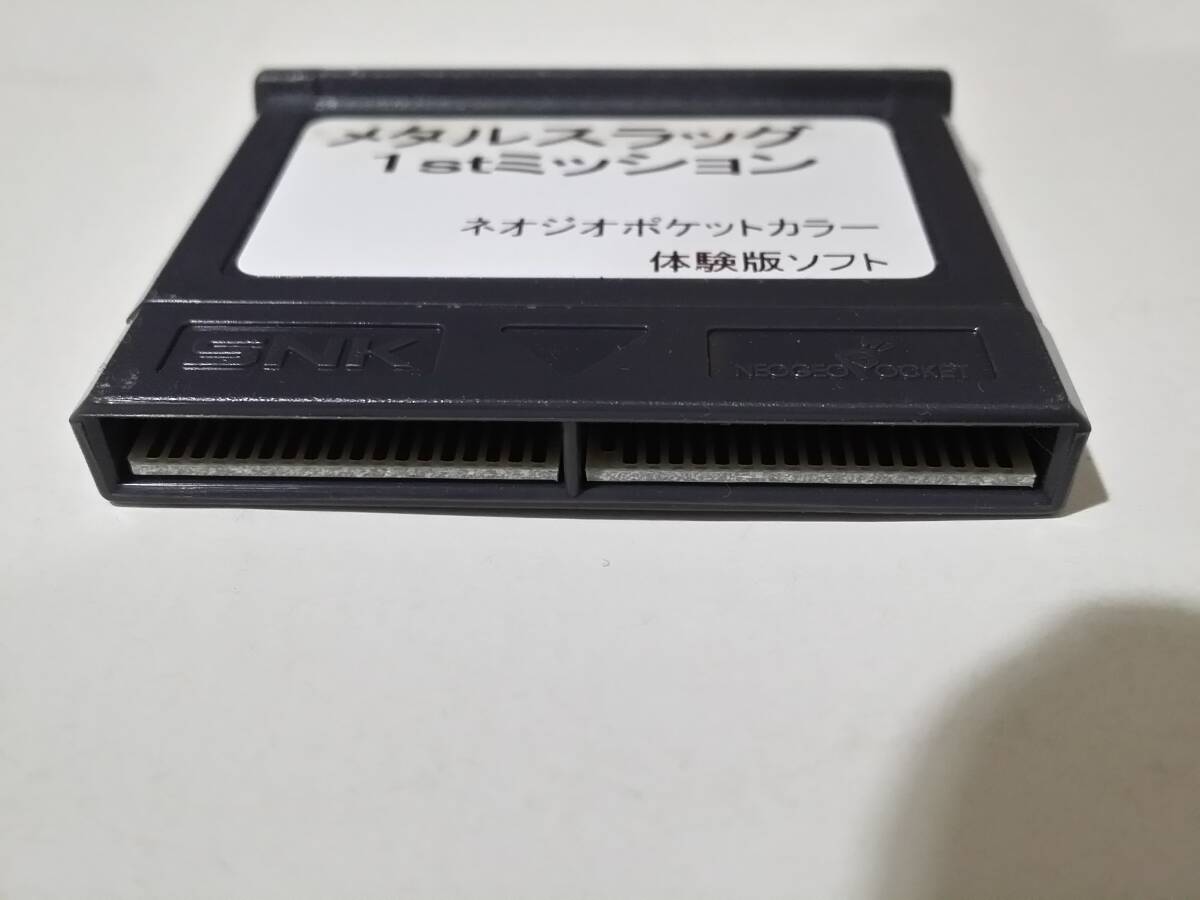 メタルスラッグ
1stミッション
ネオジオポケットカラー
体験版ソフト
SNK
NEOGEO POCKET